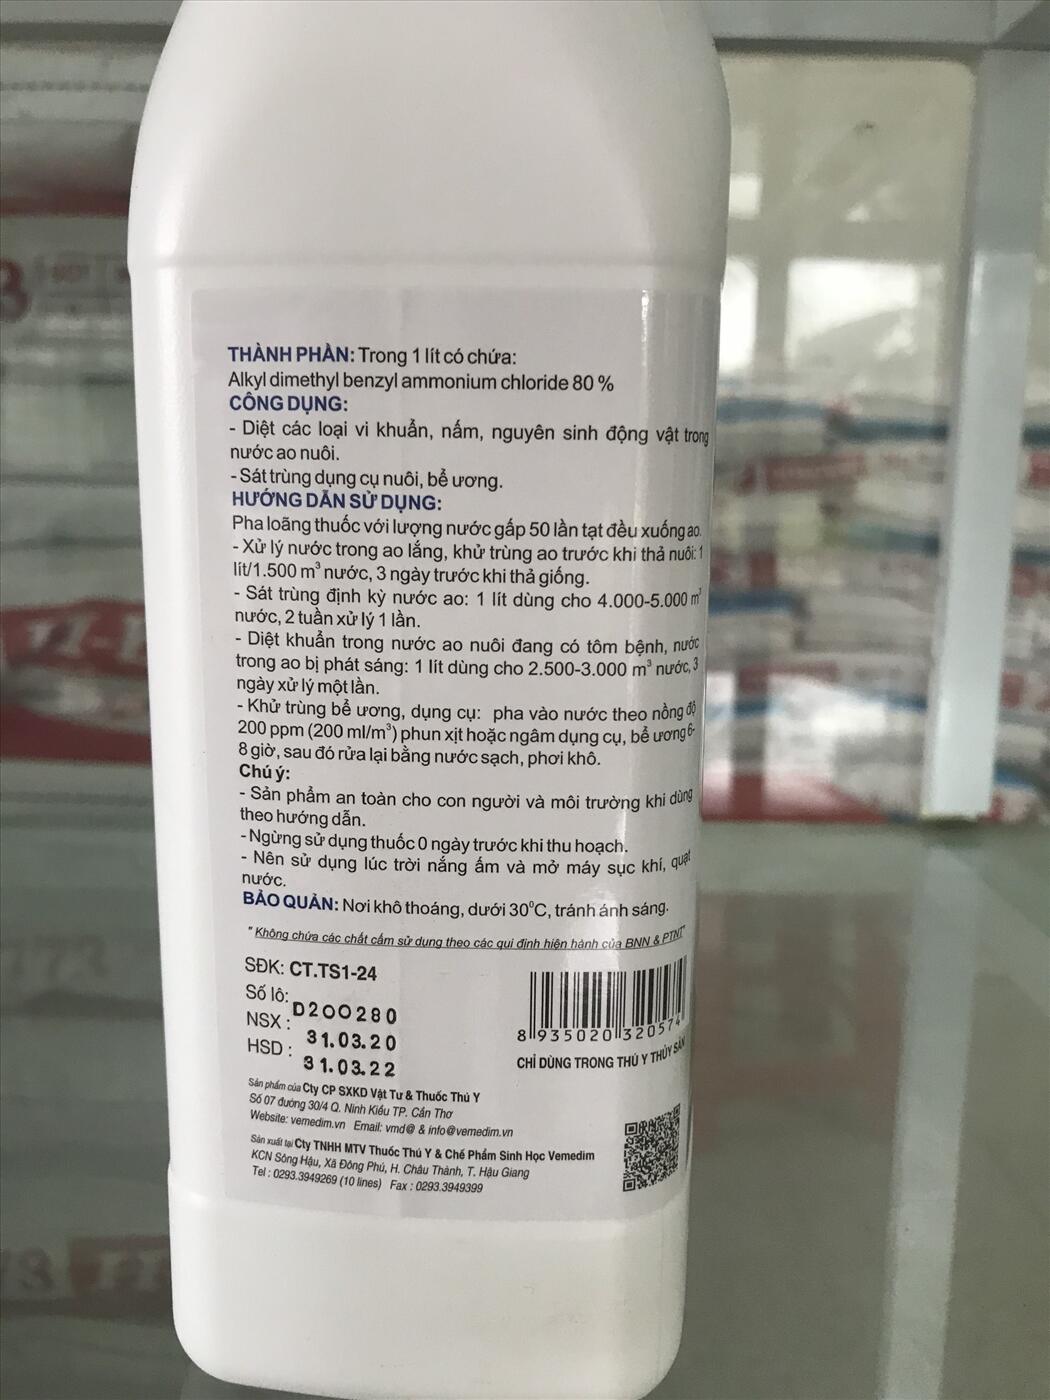 THÀNH PHẦN: Trong 1 lít có chứa:
Alkyl dimethyl benzyl ammonium chloride 80 %
CÔNG DỤNG:
- Diệt các loại vi khuẩn, nấm, nguyên sinh động vật trong
nước ao nuôi.
- Sát trùng dụng cụ nuôi, bể ương.
HƯỚNG DẪN SỬ DỤNG:
Pha loãng thuốc với lượng nước gấp 50 lần tạt đều xuống ao.
- Xử lý nước trong ao lắng, khử trùng ao trước khi thả nuôi: 1
lít/1.500 m³ nước, 3 ngày trước khi thả giống.
- Sát trùng định kỳ nước ao: 1 lít dùng cho 4.000-5.000 m³
nước, 2 tuần xử lý 1 lần.
- Diệt khuẩn trong nước ao nuôi đang có tôm bệnh, nước
trong ao bị phát sáng: 1 lít dùng cho 2.500-3.000 m³ nước, 3
ngày xử lý một lần.
- Khử trùng bể ương, dụng cụ: pha vào nước theo nồng độ
200 ppm (200 ml/m³) phun xịt hoặc ngâm dụng cụ, bể ương 6-
8 giờ, sau đó rửa lại bằng nước sạch, phơi khô.
Chú ý:
- Sản phẩm an toàn cho con người và môi trường khi dùng
theo hướng dẫn.
- Ngừng sử dụng thuốc 0 ngày trước khi thu hoạch.
- Nên sử dụng lúc trời nắng ấm và mở máy sục khí, quạt
nước.
BẢO QUẢN: Nơi khô thoáng, dưới 30⁰C, tránh ánh sáng.
" Không chứa các chất cấm sử dụng theo các qui định hiện hành của BNN & PTNT"
SĐK: CT.TS1-24
Số lô: D200280
NSX : 31.03.20
HSD : 31.03.22
8 935020 320574
CHỈ DÙNG TRONG THÚ Y THỦY SẢN
Sản phẩm của Cty CP SXKD Vật Tư & Thuốc Thú Y
Số 07 đường 30/4 Q. Ninh Kiều TP. Cần Thơ
Website: vemedim.vn Email: vmd@ & info@vemedim.vn
Sản xuất tại Cty TNHH MTV Thuốc Thú Y & Chế Phẩm Sinh Học Vemedim
KCN Sông Hậu, Xã Đông Phú, H. Châu Thành, T. Hậu Giang
Tel : 0293.3949269 (10 lines) Fax : 0293.3949399